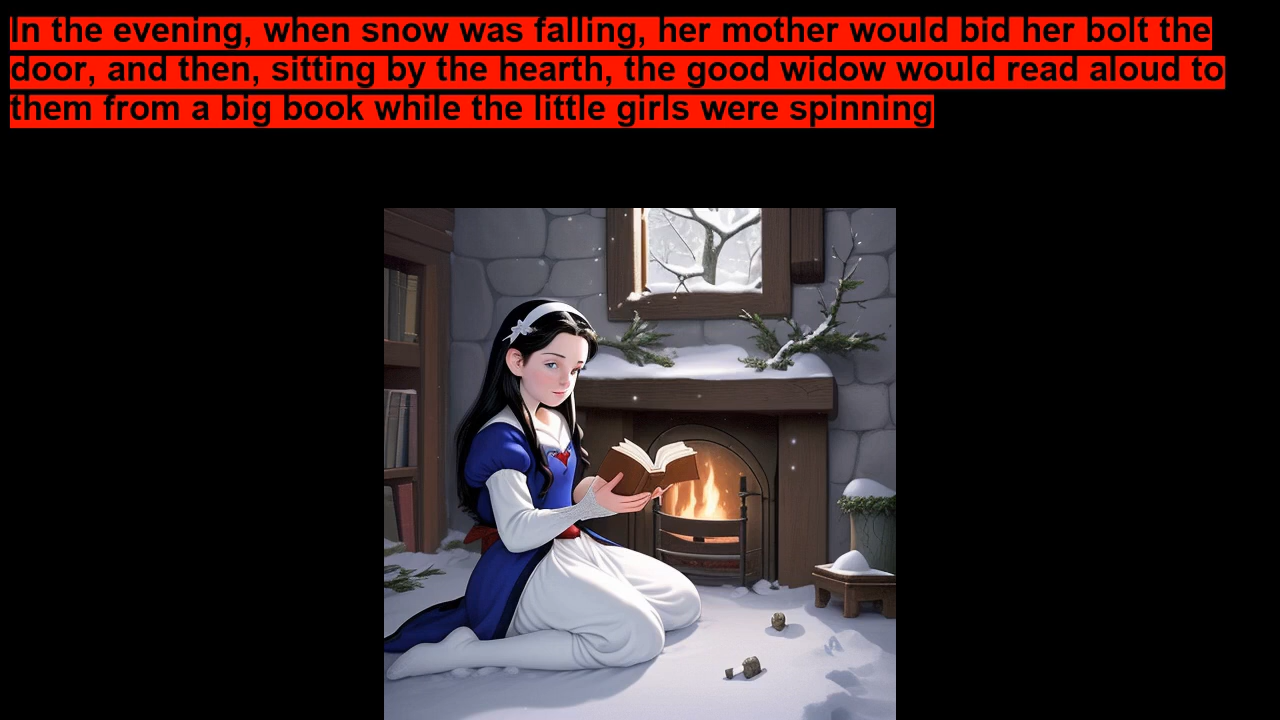 In the evening, when snow was falling, her mother would bid her bolt the
door, and then, sitting by the hearth, the good widow would read aloud to
them from a big book while the little girls were spinning